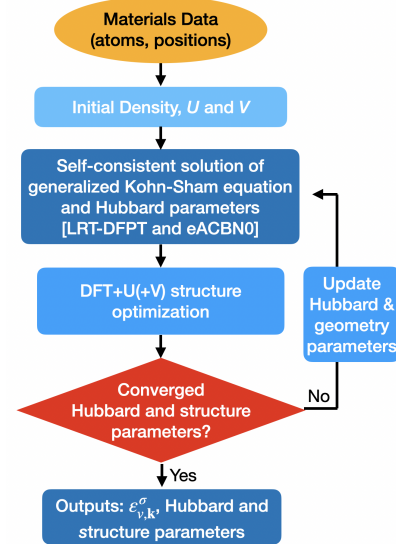 Materials Data
(atoms, positions)
Initial Density, U and V
Self-consistent solution of
generalized Kohn-Sham equation
and Hubbard parameters
[LRT-DFPT and eACBN0]
DFT+U(+V) structure
optimization
Update
Hubbard &
geometry
parameters
Converged
Hubbard and structure
parameters?
No
Yes
Outputs: ε^σ_{ν,k}, Hubbard and
structure parameters